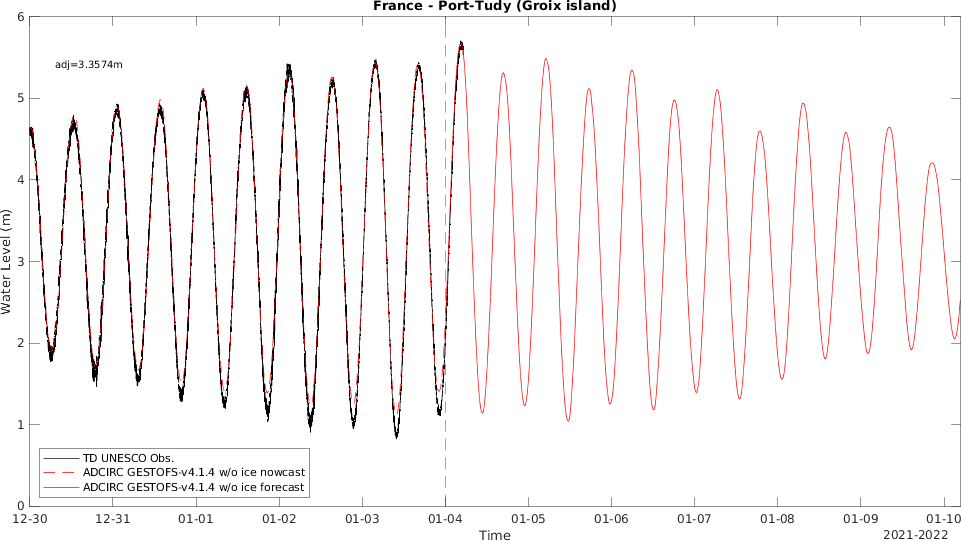 France - Port-Tudy (Groix island)
6
adj=3.3574m
5
4
3
2
1
0
Water Level (m)
TD UNESCO Obs.
ADCIRC GESTOFS-v4.1.4 w/o ice nowcast
ADCIRC GESTOFS-v4.1.4 w/o ice forecast
12-30 12-31 01-01 01-02 01-03 01-04 01-05 01-06 01-07 01-08 01-09 01-10
Time
2021-2022